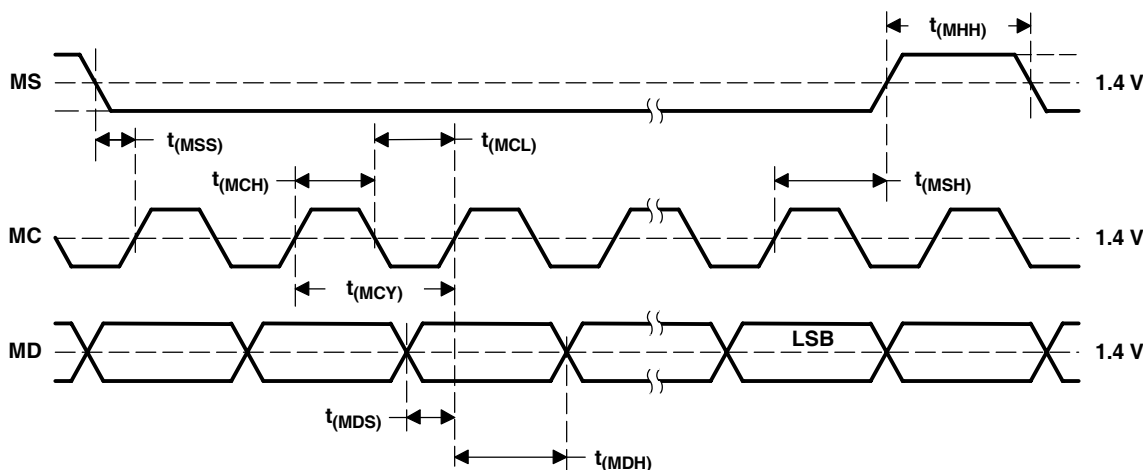 t(MHH)
MS
1.4 V
t(MSS)
t(MCL)
t(MCH)
t(MSH)
MC
1.4 V
t(MCY)
LSB
MD
1.4 V
t(MDS)
t(MDH)